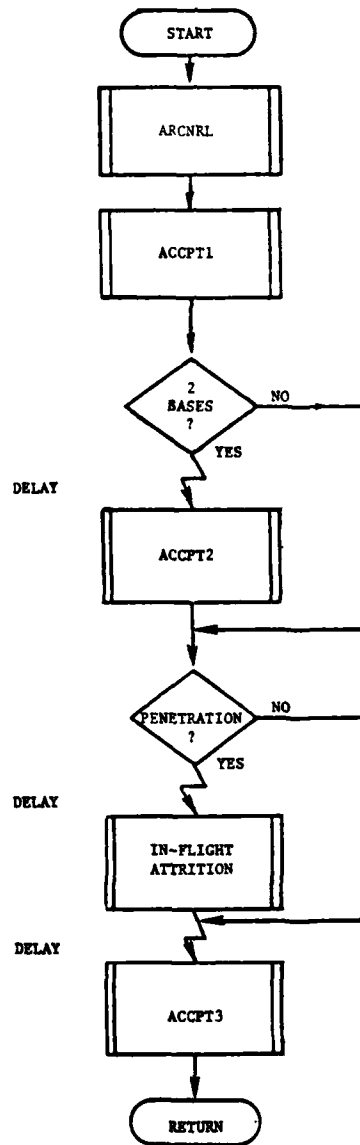 START
ARCNRL
ACCPT1
2
BASES
?
NO
YES
DELAY
ACCPT2
PENETRATION
?
NO
YES
DELAY
IN-FLIGHT
ATTRITION
DELAY
ACCPT3
RETURN